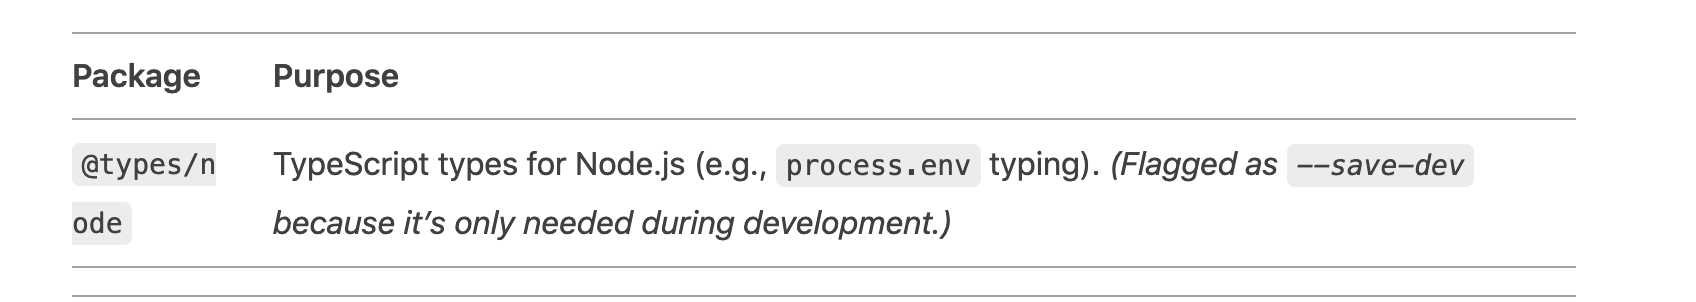 Package Purpose
@types/n TypeScript types for Node.js (e.g., process.env typing). (Flagged as --save-dev
ode because it’s only needed during development.)